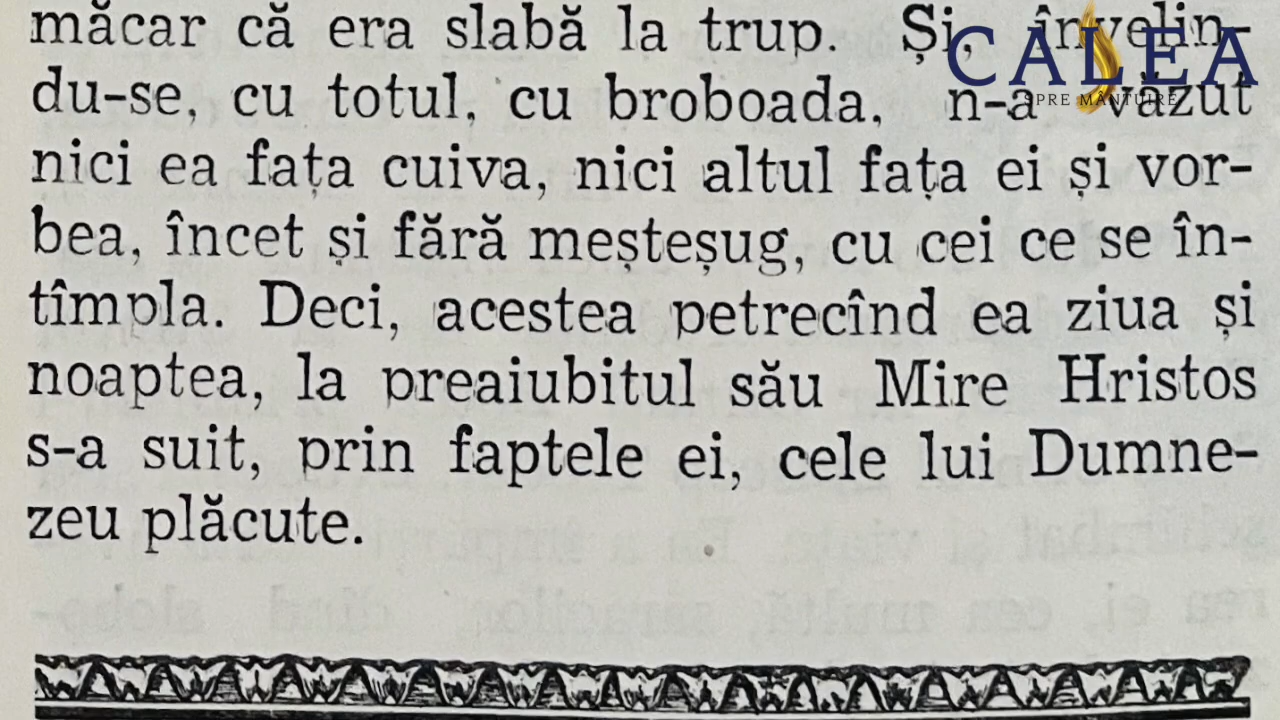 măcar că era slabă la trup. Și, învelin-
du-se, cu totul, cu broboada, n-a văzut
nici ea fața cuiva, nici altul fața ei și vor-
bea, încet și fără meșteșug, cu cei ce se în-
tîmpla. Deci, acestea petrecînd ea ziua și
noaptea, la preaiubitul său Mire Hristos
s-a suit, prin faptele ei, cele lui Dumne-
zeu plăcute.
CALEA
SPRE MÂNTUIRE